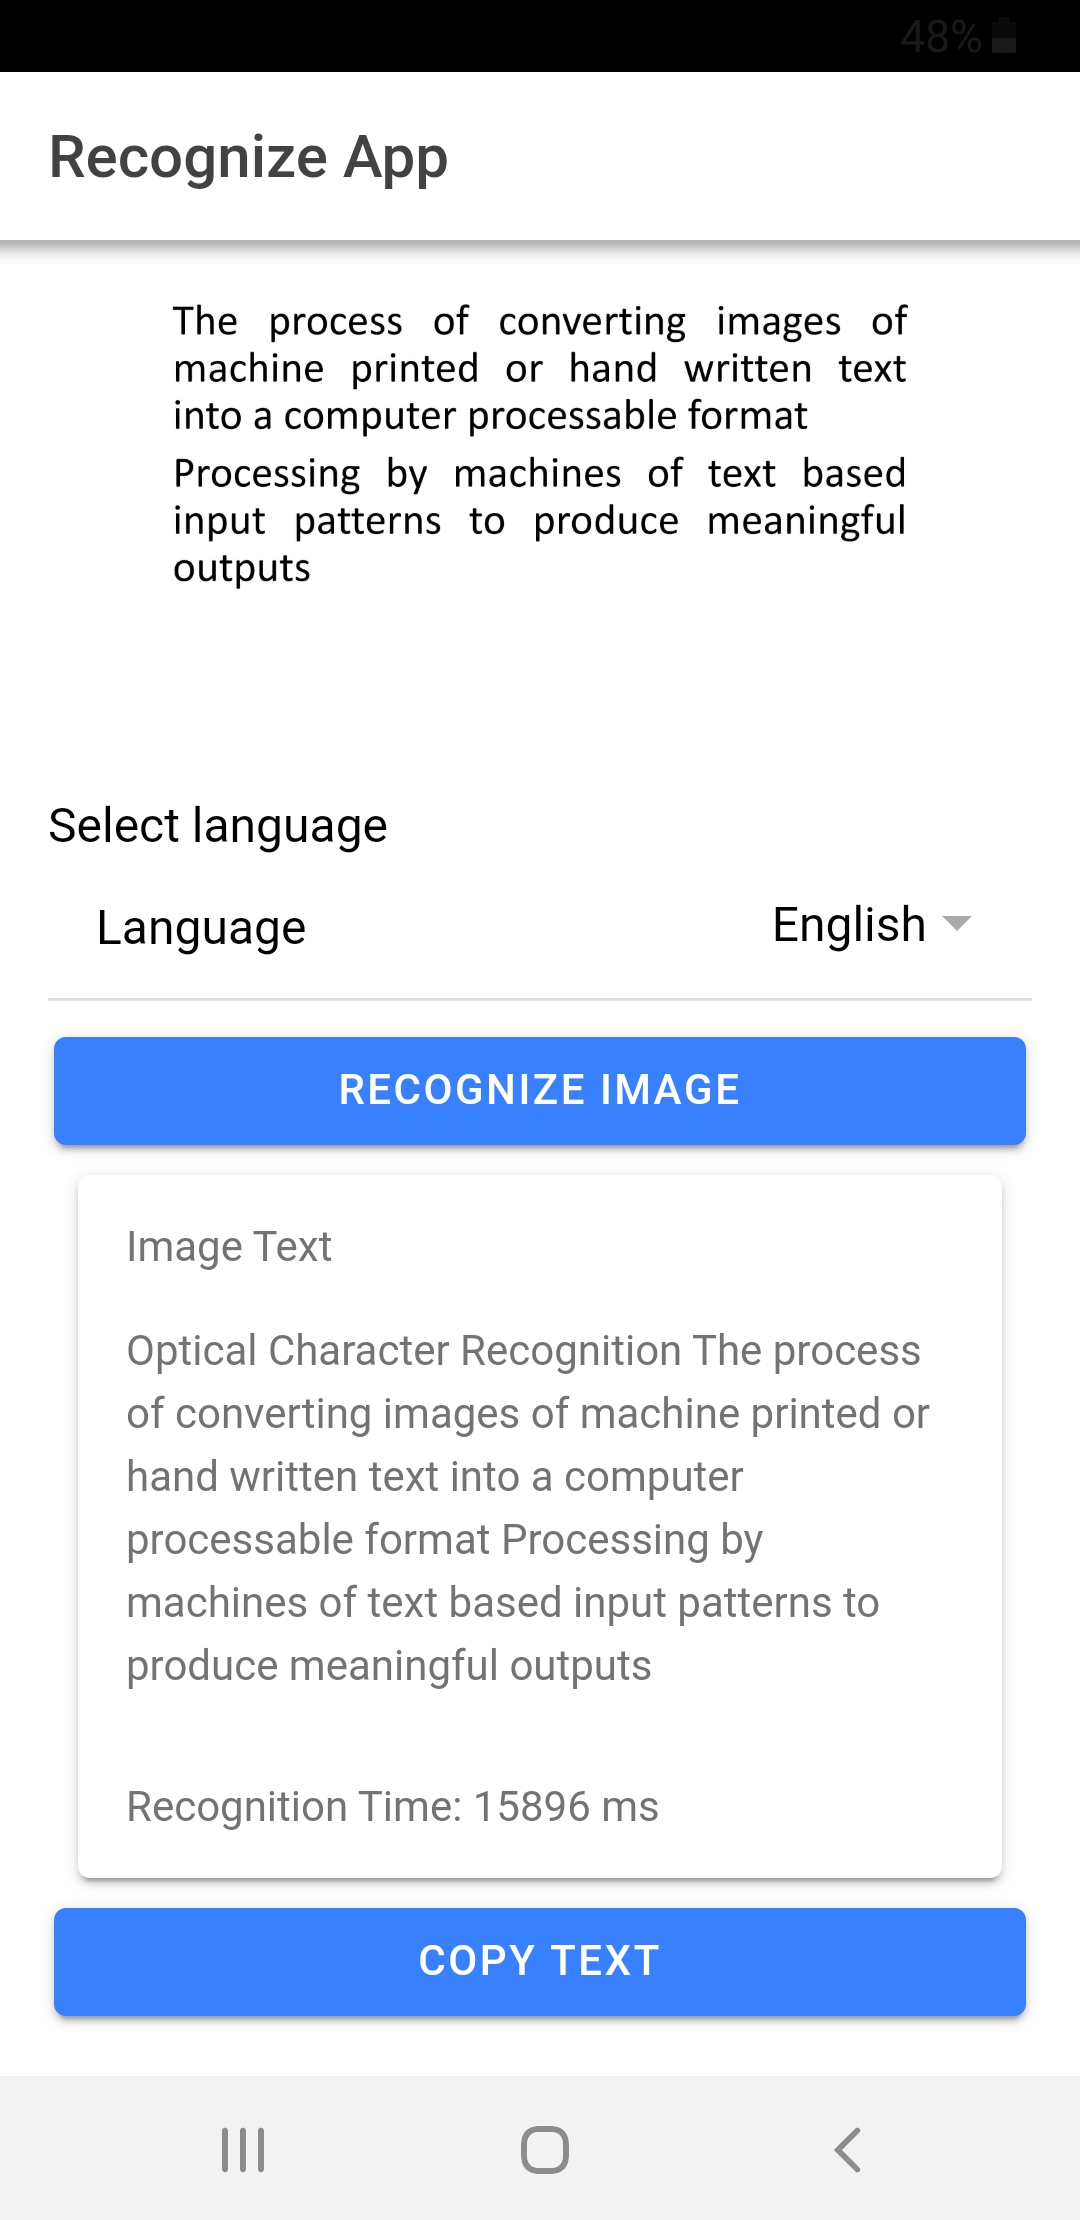 48%
Recognize App
The process of converting images of
machine printed or hand written text
into a computer processable format
Processing by machines of text based
input patterns to produce meaningful
outputs
Select language
Language English
RECOGNIZE IMAGE
Image Text
Optical Character Recognition The process
of converting images of machine printed or
hand written text into a computer
processable format Processing by
machines of text based input patterns to
produce meaningful outputs
Recognition Time: 15896 ms
COPY TEXT